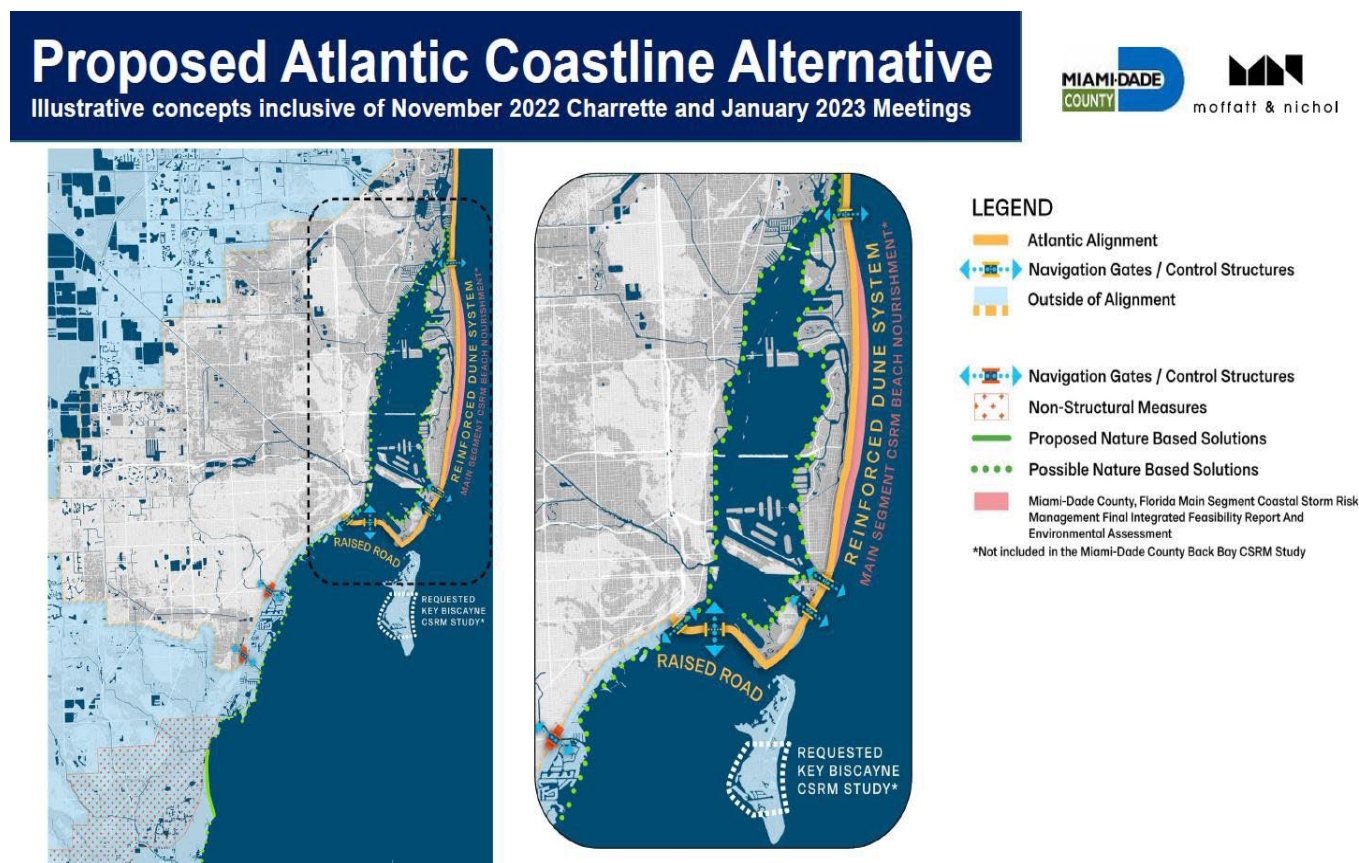 Proposed Atlantic Coastline Alternative
Illustrative concepts inclusive of November 2022 Charrette and January 2023 Meetings
MIAMI-DADE
COUNTY
moffatt & nichol
REINFORCED DUNE SYSTEM
MAIN SEGMENT CSRM BEACH NOURISHMENT*
RAISED ROAD
REQUESTED
KEY BISCAYNE
CSRM STUDY*
REINFORCED DUNE SYSTEM
MAIN SEGMENT CSRM BEACH NOURISHMENT*
RAISED ROAD
REQUESTED
KEY BISCAYNE
CSRM STUDY*
LEGEND
Atlantic Alignment
Navigation Gates / Control Structures
Outside of Alignment
Navigation Gates / Control Structures
Non-Structural Measures
Proposed Nature Based Solutions
Possible Nature Based Solutions
Miami-Dade County, Florida Main Segment Coastal Storm Risk
Management Final Integrated Feasibility Report And
Environmental Assessment
*Not included in the Miami-Dade County Back Bay CSRM Study